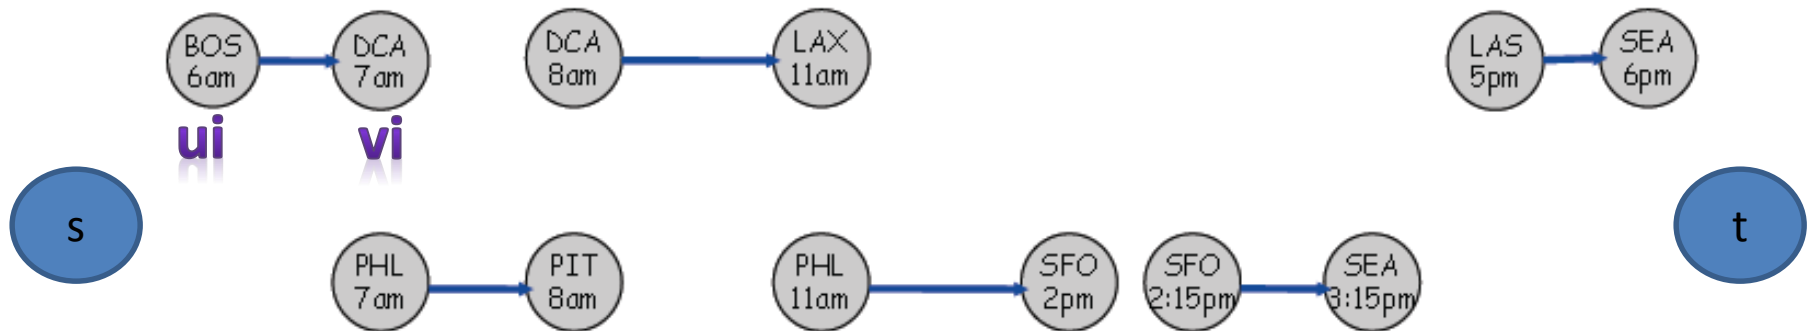 BOS
6am
DCA
7am
DCA
8am
LAX
11am
LAS
5pm
SEA
6pm
ui
vi
s
t
PHL
7am
PIT
8am
PHL
11am
SFO
2pm
SFO
2:15pm
SEA
3:15pm